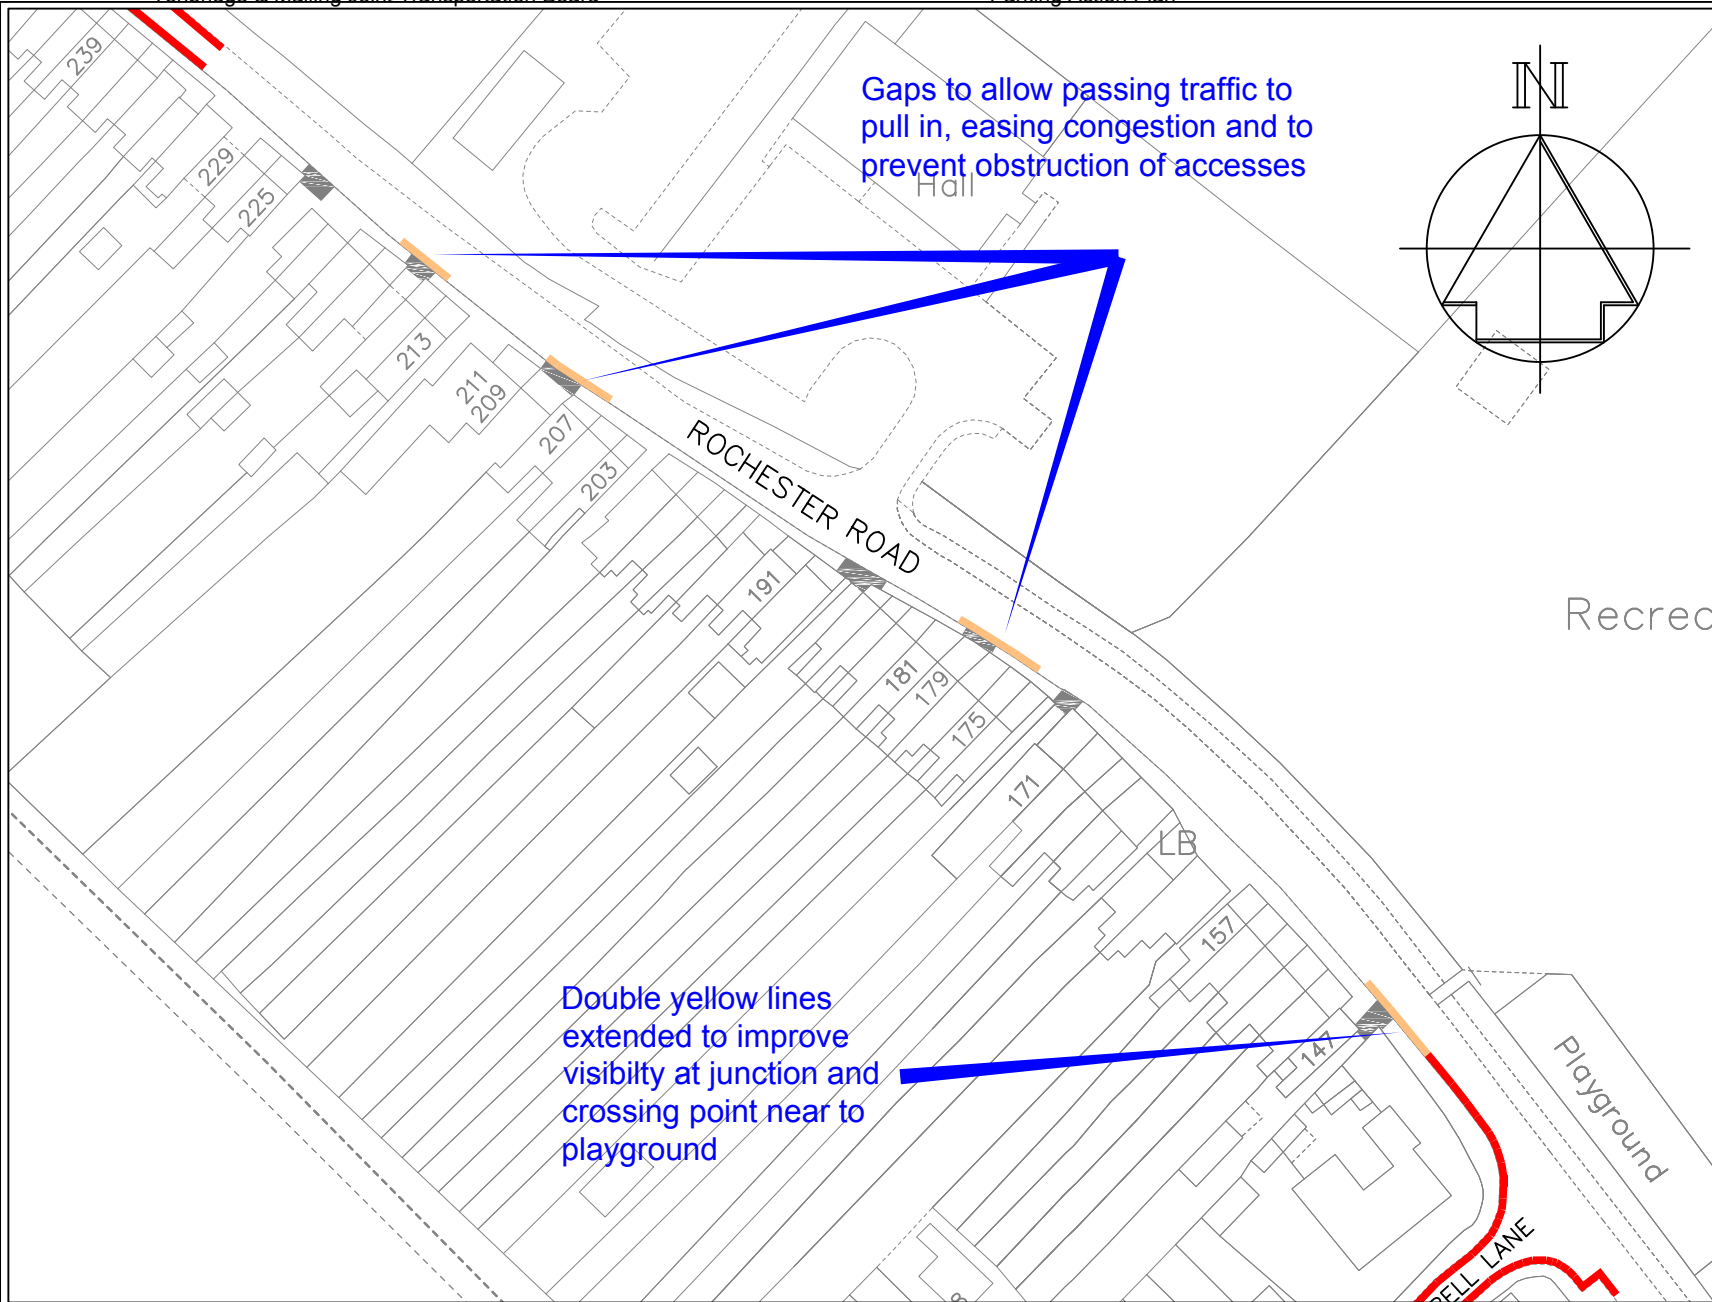 Gaps to allow passing traffic to
pull in, easing congestion and to
prevent obstruction of accesses
N
Hall
239
229
225
213
211
209
207
203
ROCHESTER ROAD
191
181
179
175
171
LB
157
147
Double yellow lines
extended to improve
visibilty at junction and
crossing point near to
playground
Playground
LANE